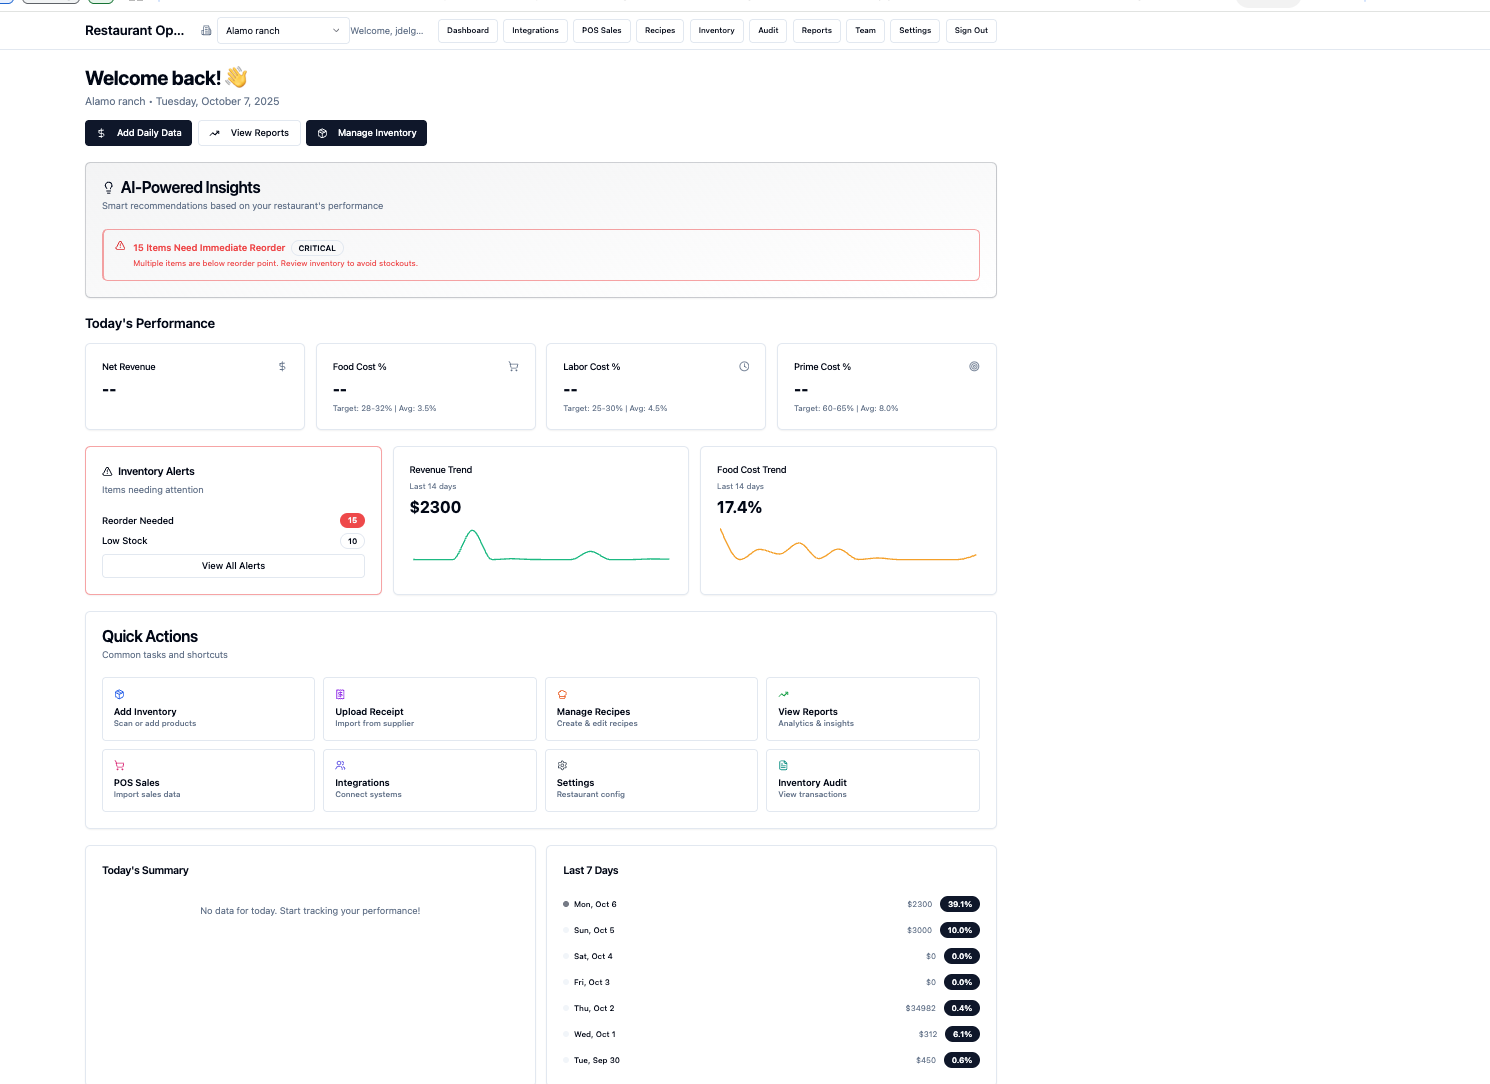 Restaurant Op...
Alamo ranch
Welcome, jdelg...
Dashboard
Integrations
POS Sales
Recipes
Inventory
Audit
Reports
Team
Settings
Sign Out
Welcome back! 👋
Alamo ranch • Tuesday, October 7, 2025
Add Daily Data
View Reports
Manage Inventory
AI-Powered Insights
Smart recommendations based on your restaurant's performance
15 Items Need Immediate Reorder CRITICAL
Multiple items are below reorder point. Review inventory to avoid stockouts.
Today's Performance
Net Revenue
--
Food Cost %
--
Target: 28-32% | Avg: 3.5%
Labor Cost %
--
Target: 25-30% | Avg: 4.5%
Prime Cost %
--
Target: 60-65% | Avg: 8.0%
Inventory Alerts
Items needing attention
Reorder Needed 15
Low Stock 10
View All Alerts
Revenue Trend
Last 14 days
$2300
Food Cost Trend
Last 14 days
17.4%
Quick Actions
Common tasks and shortcuts
Add Inventory
Scan or add products
Upload Receipt
Import from supplier
Manage Recipes
Create & edit recipes
View Reports
Analytics & insights
POS Sales
Import sales data
Integrations
Connect systems
Settings
Restaurant config
Inventory Audit
View transactions
Today's Summary
No data for today. Start tracking your performance!
Last 7 Days
Mon, Oct 6 $2300 39.1%
Sun, Oct 5 $3000 10.0%
Sat, Oct 4 $0 0.0%
Fri, Oct 3 $0 0.0%
Thu, Oct 2 $34982 0.4%
Wed, Oct 1 $312 6.1%
Tue, Sep 30 $450 0.6%